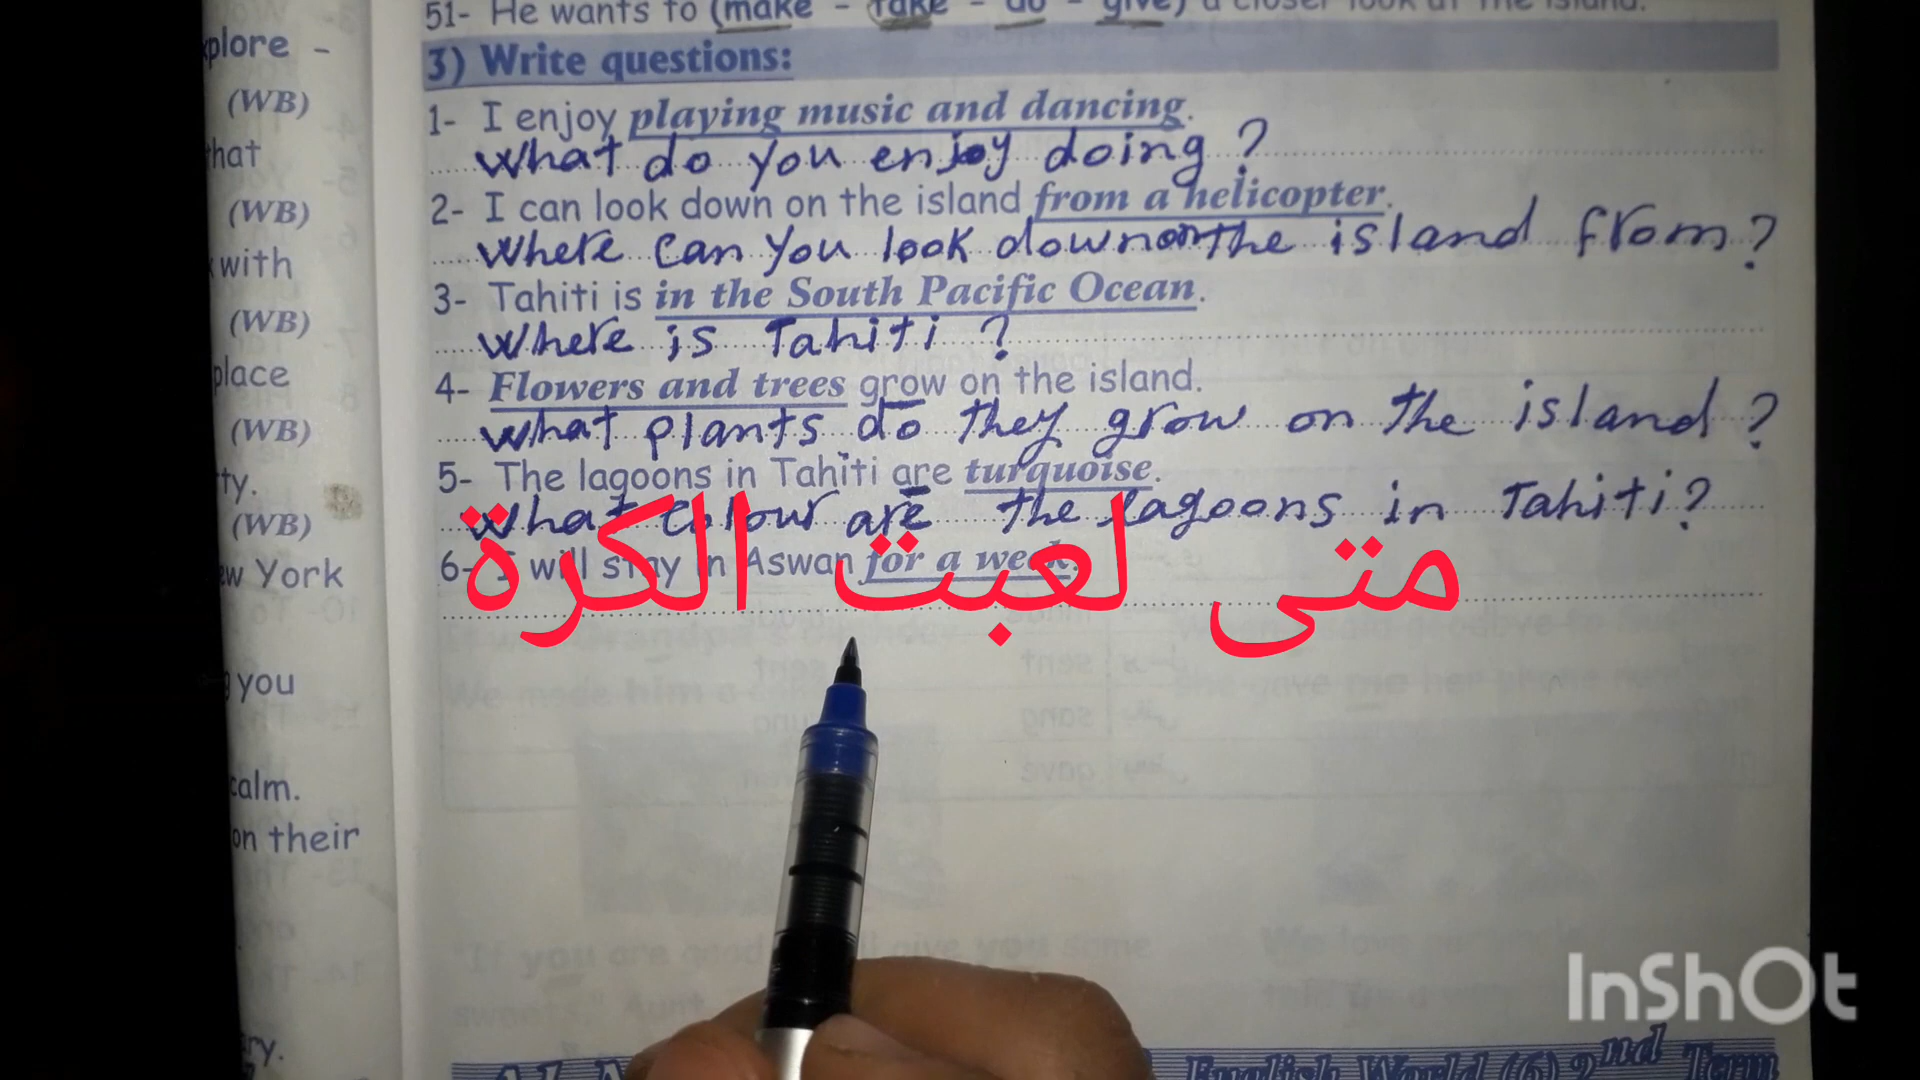 51- He wants to (make - take - do - give) a closer look at the island.
3) Write questions:
1- I enjoy playing music and dancing.
What do you enjoy doing?
2- I can look down on the island from a helicopter.
Where can you look down on the island from?
3- Tahiti is in the South Pacific Ocean.
Where is Tahiti?
4- Flowers and trees grow on the island.
What plants do they grow on the island?
5- The lagoons in Tahiti are turquoise.
What colour are the lagoons in Tahiti?
6- I will stay in Aswan for a week.
متى لعبت الكرة
plore -
(WB)
that
(WB)
with
(WB)
place
(WB)
ty.
(WB)
ew York
you
calm.
on their
ry.
InShOt
English World (6) 2nd Term